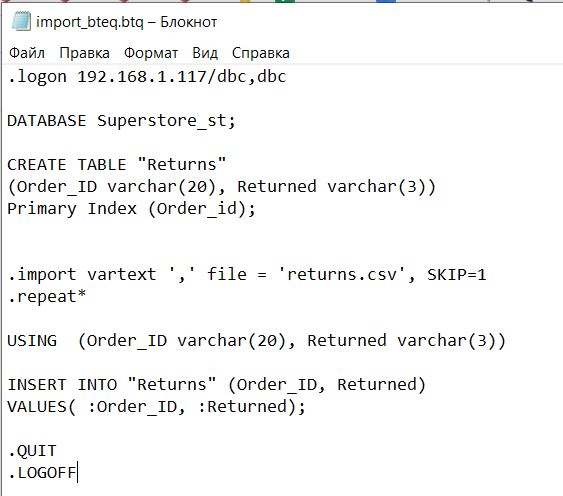 import_bteq.btq – Блокнот
Файл Правка Формат Вид Справка
.logon 192.168.1.117/dbc,dbc
DATABASE Superstore_st;
CREATE TABLE "Returns"
(Order_ID varchar(20), Returned varchar(3))
Primary Index (Order_id);
.import vartext ',' file = 'returns.csv', SKIP=1
.repeat*
USING  (Order_ID varchar(20), Returned varchar(3))
INSERT INTO "Returns" (Order_ID, Returned)
VALUES( :Order_ID, :Returned);
.QUIT
.LOGOFF